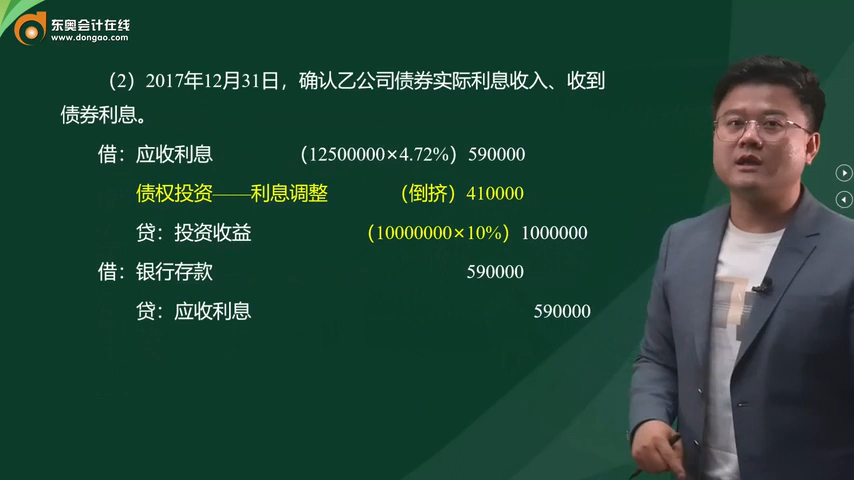 东奥会计在线
www.dongao.com
（2）2017年12月31日，确认乙公司债券实际利息收入、收到
债券利息。
借：应收利息 （12500000×4.72%）590000
债权投资——利息调整 （倒挤）410000
贷：投资收益 （10000000×10%）1000000
借：银行存款 590000
贷：应收利息 590000